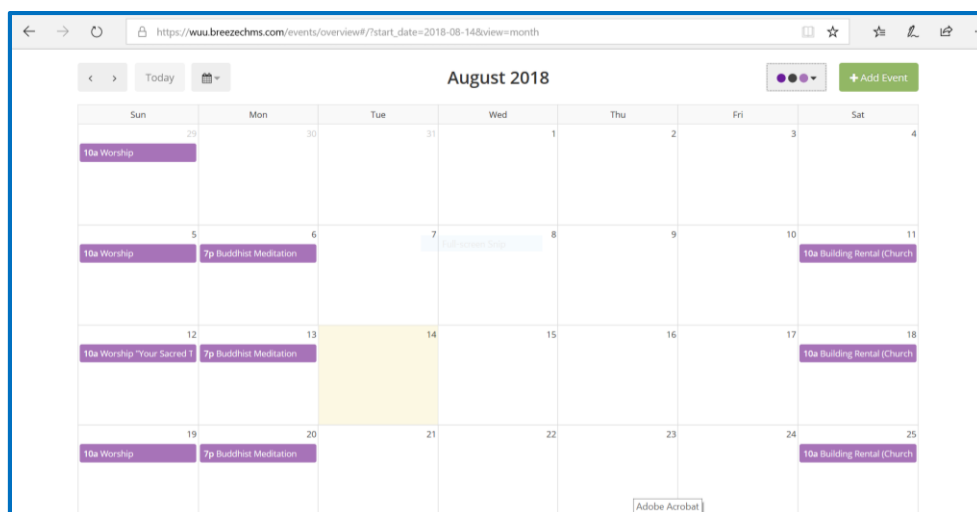 https://wuu.breezechms.com/events/overview#/?start_date=2018-08-14&view=month
Today
August 2018
+ Add Event
Sun Mon Tue Wed Thu Fri Sat
29 30 31 1 2 3 4
10a Worship
5 6 7 8 9 10 11
Full-screen Snip
10a Worship 7p Buddhist Meditation 10a Building Rental (Church
12 13 14 15 16 17 18
10a Worship "Your Sacred T 7p Buddhist Meditation 10a Building Rental (Church
19 20 21 22 23 24 25
10a Worship 7p Buddhist Meditation 10a Building Rental (Church
Adobe Acrobat